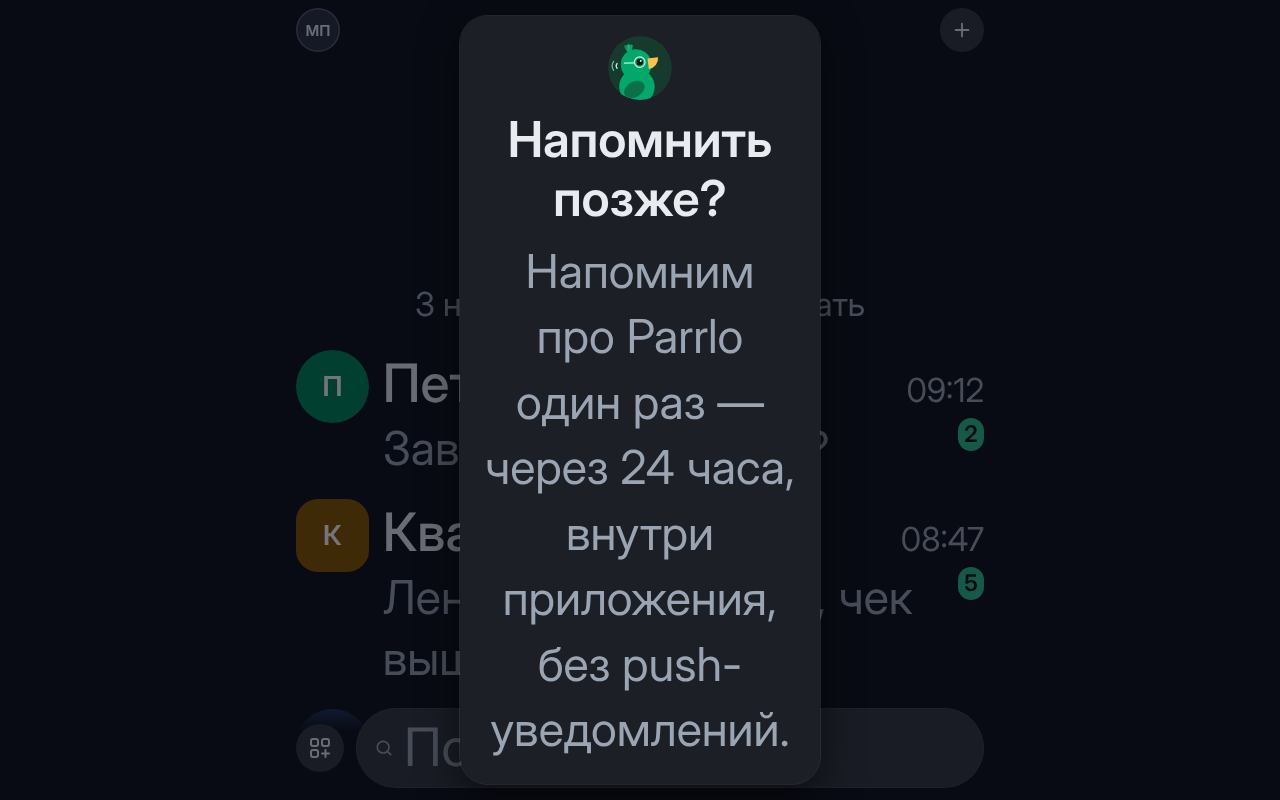 МП
Напомнить
позже?
Напомним
про Parrlo
один раз —
через 24 часа,
внутри
приложения,
без push-
уведомлений.
3
П
09:12
2
К
08:47
5
чек